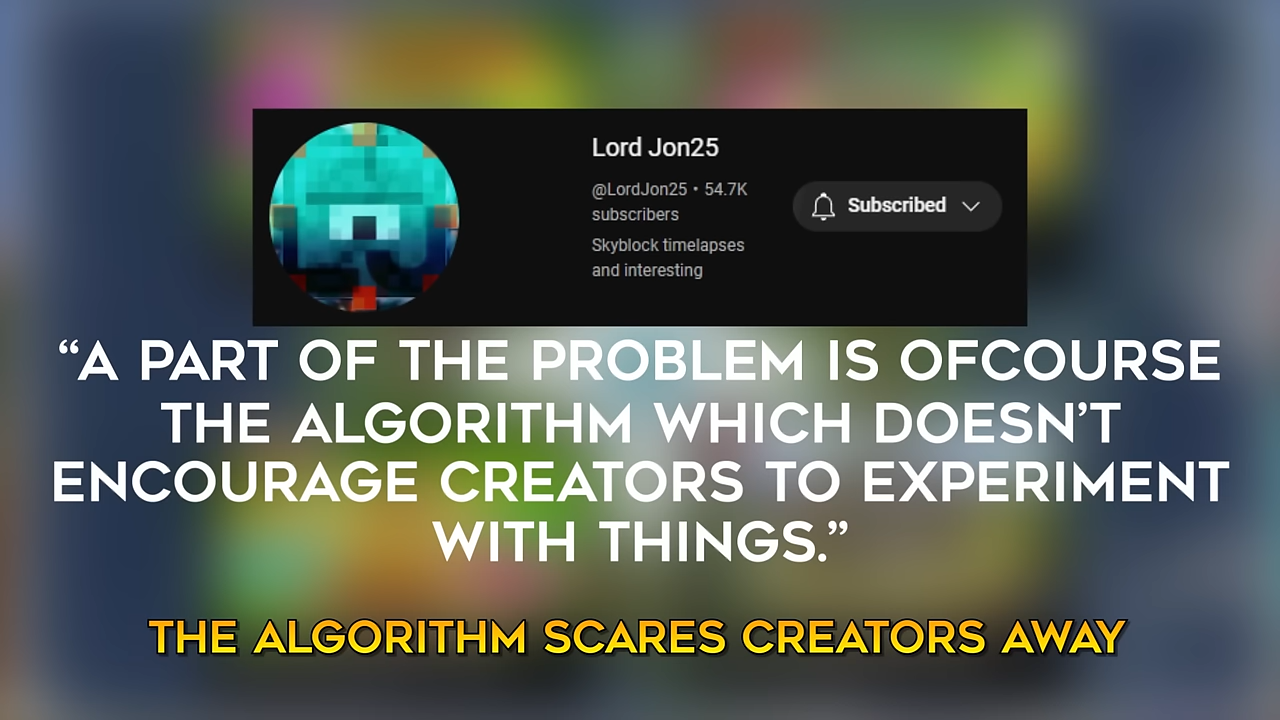 Lord Jon25
@LordJon25 • 54.7K
subscribers
Skyblock timelapses
and interesting
Subscribed
“A PART OF THE PROBLEM IS OFCOURSE
THE ALGORITHM WHICH DOESN’T
ENCOURAGE CREATORS TO EXPERIMENT
WITH THINGS.”
THE ALGORITHM SCARES CREATORS AWAY